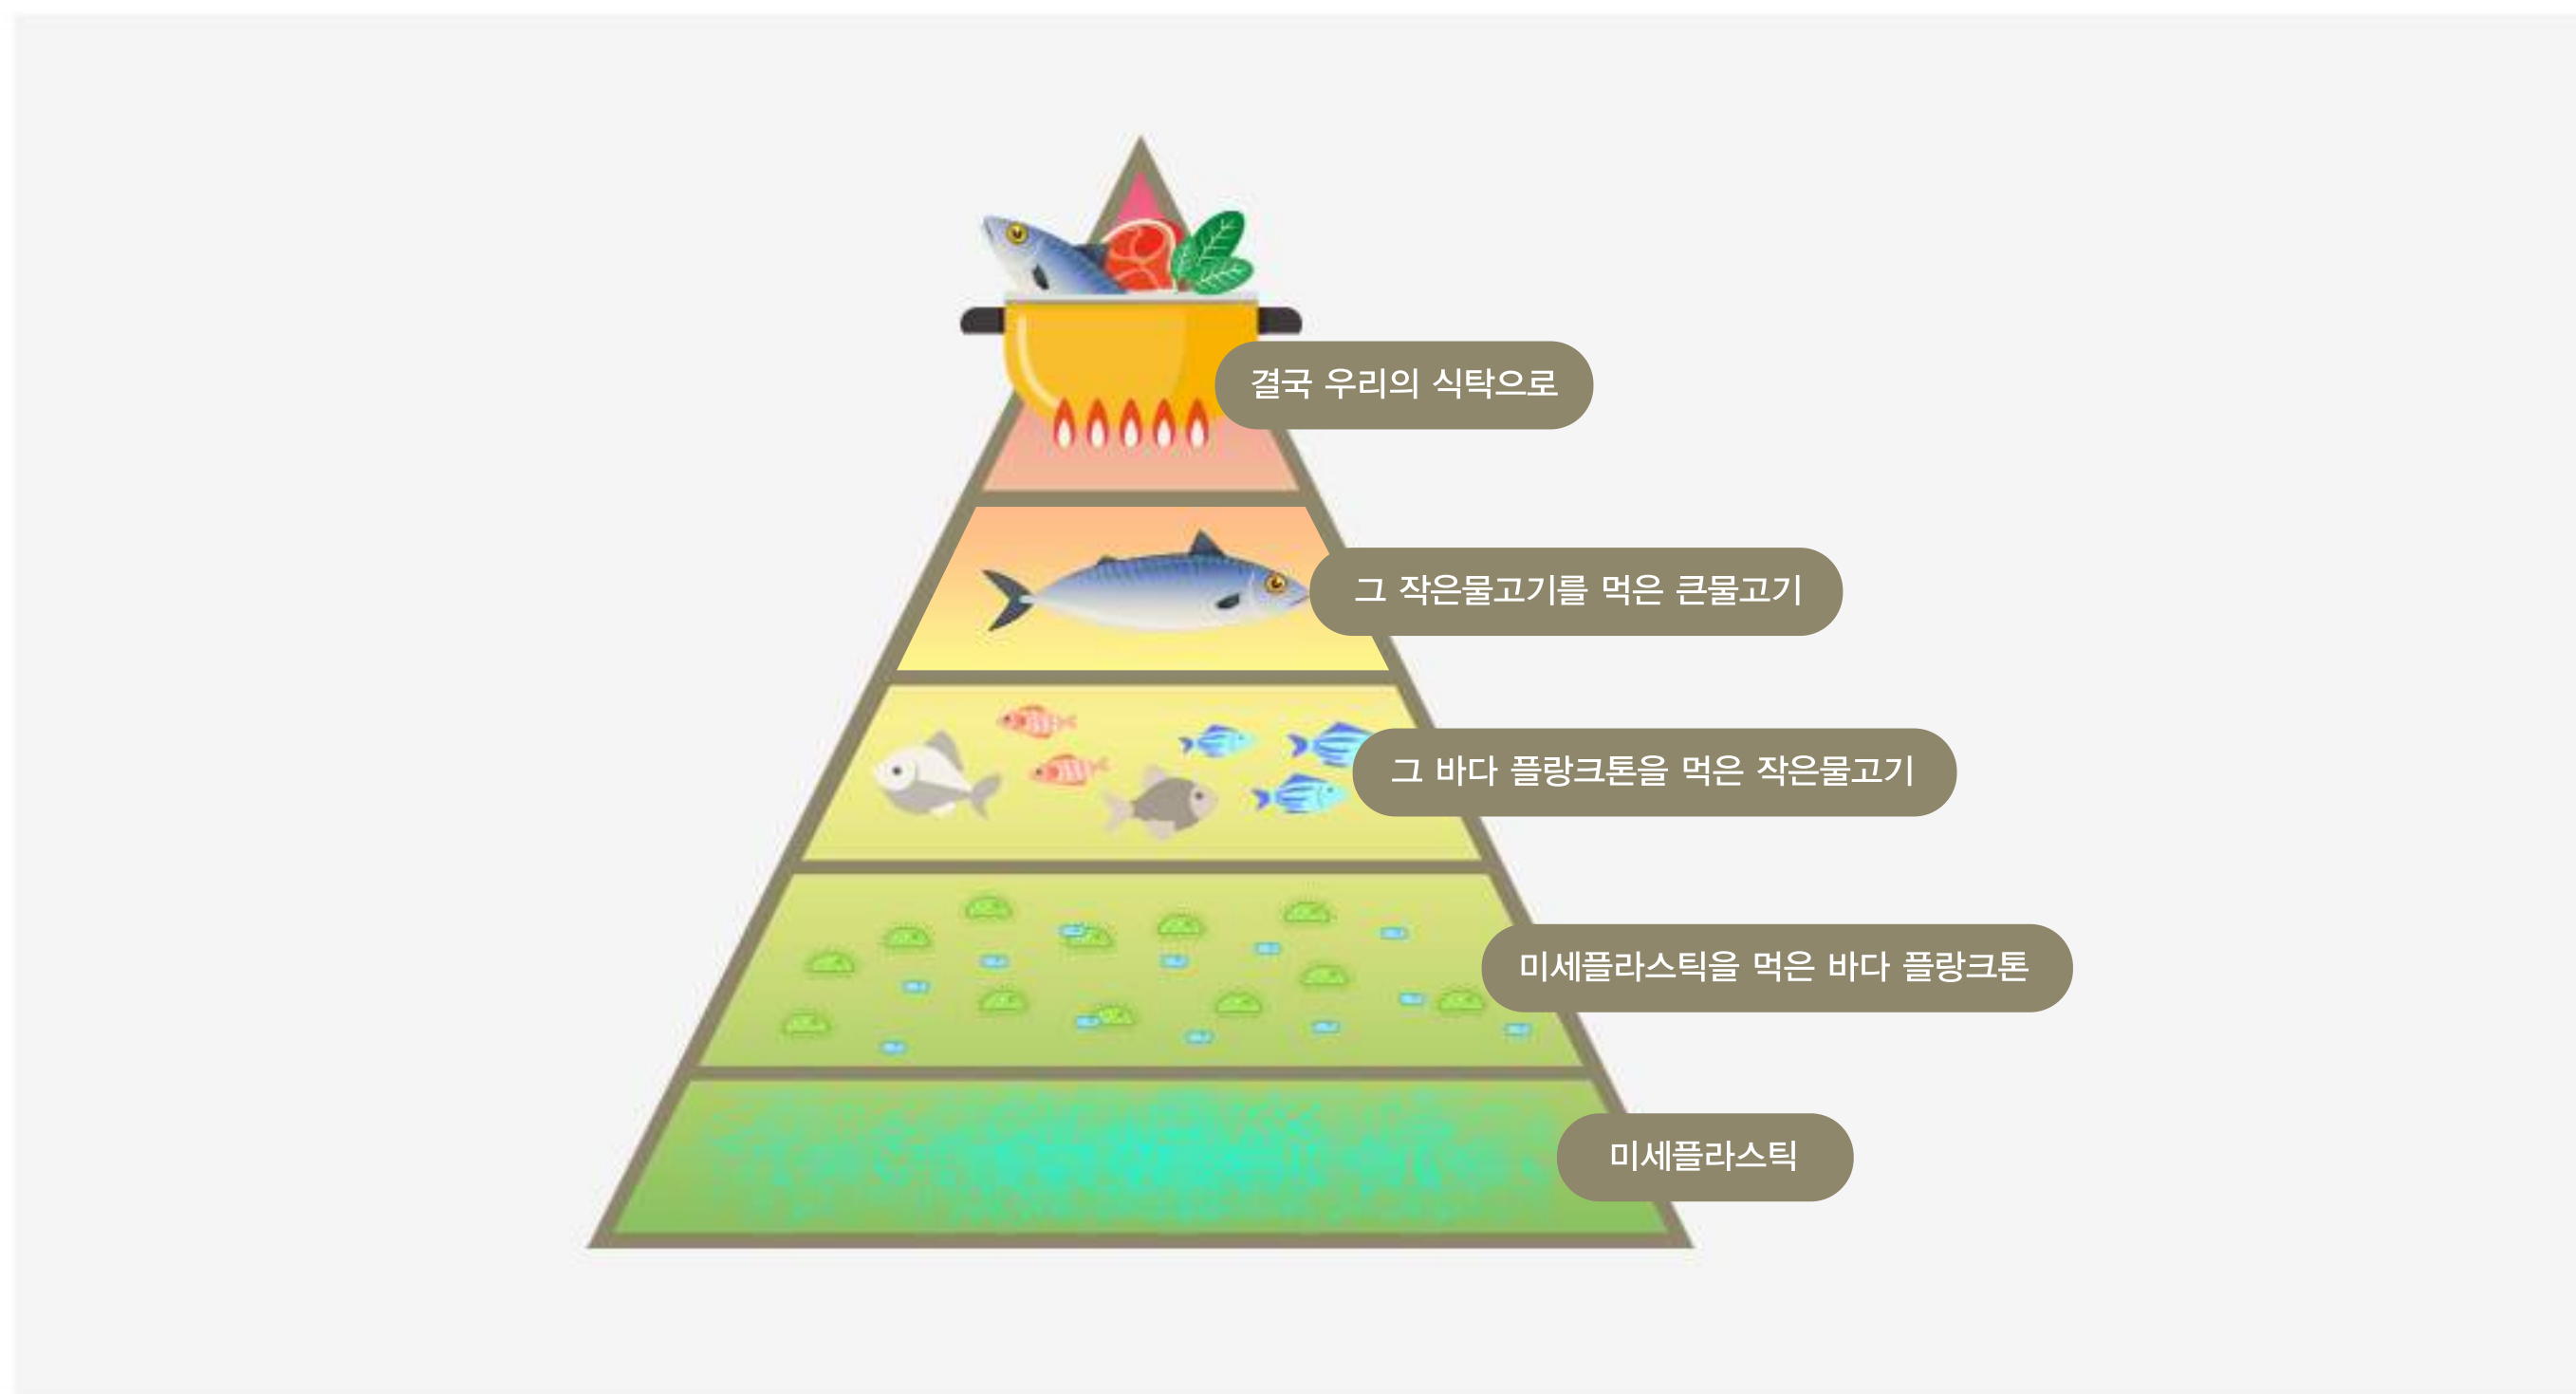 결국 우리의 식탁으로
그 작은물고기를 먹은 큰물고기
그 바다 플랑크톤을 먹은 작은물고기
미세플라스틱을 먹은 바다 플랑크톤
미세플라스틱